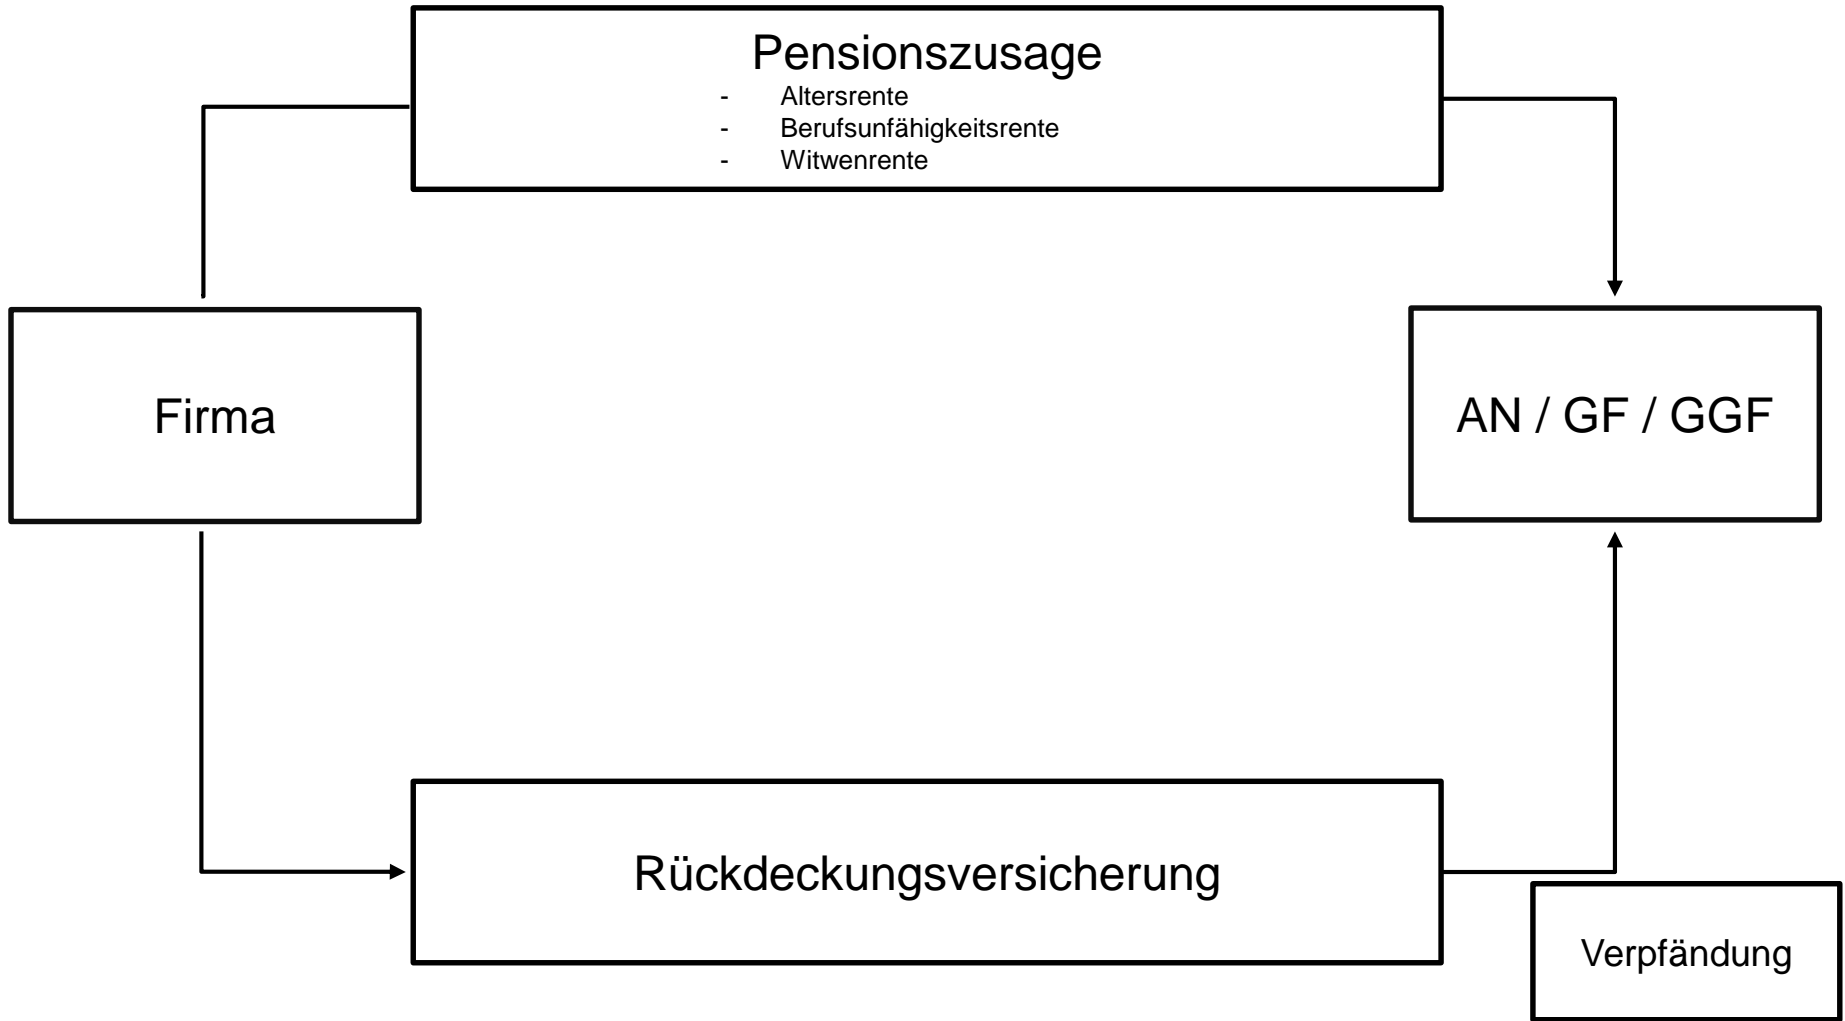 Pensionszusage
- Altersrente
- Berufsunfähigkeitsrente
- Witwenrente
Firma
AN / GF / GGF
Rückdeckungsversicherung
Verpfändung